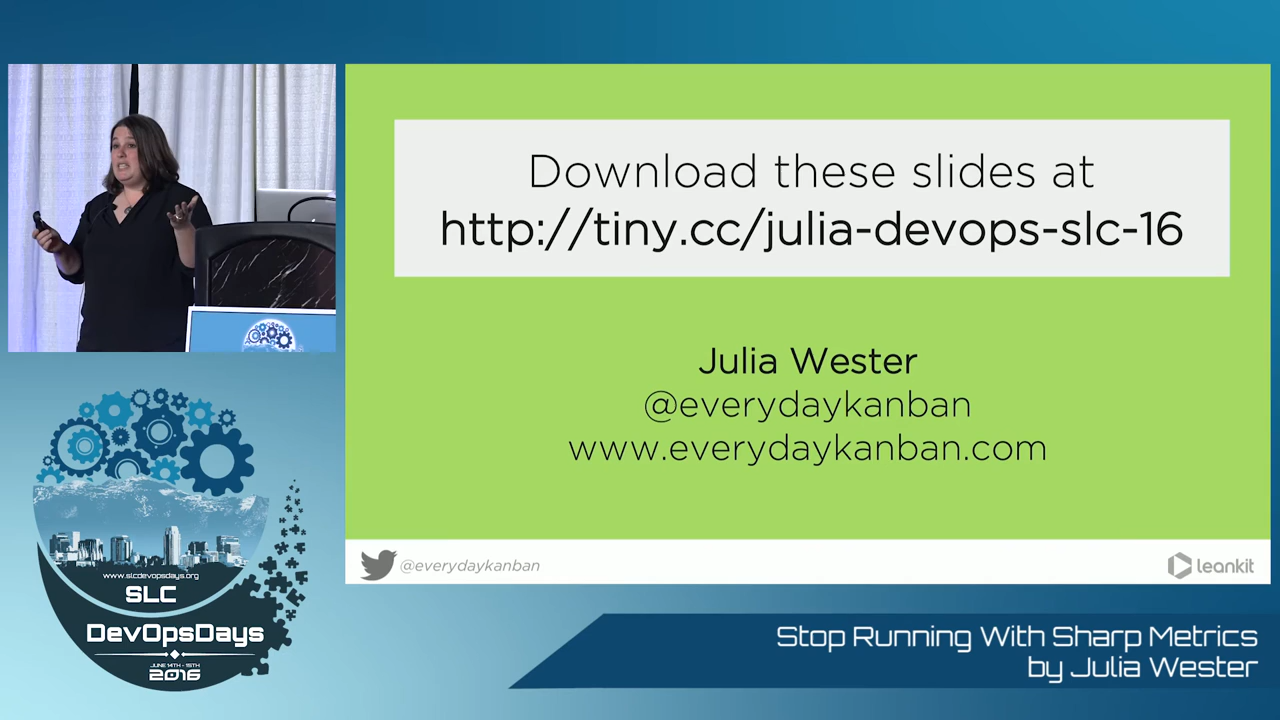 Download these slides at
http://tiny.cc/julia-devops-slc-16
Julia Wester
@everydaykanban
www.everydaykanban.com
@everydaykanban
leankit
www.slcdevopsdays.org
SLC
DevOpsDays
JUNE 14TH - 15TH
2016
Stop Running With Sharp Metrics
by Julia Wester